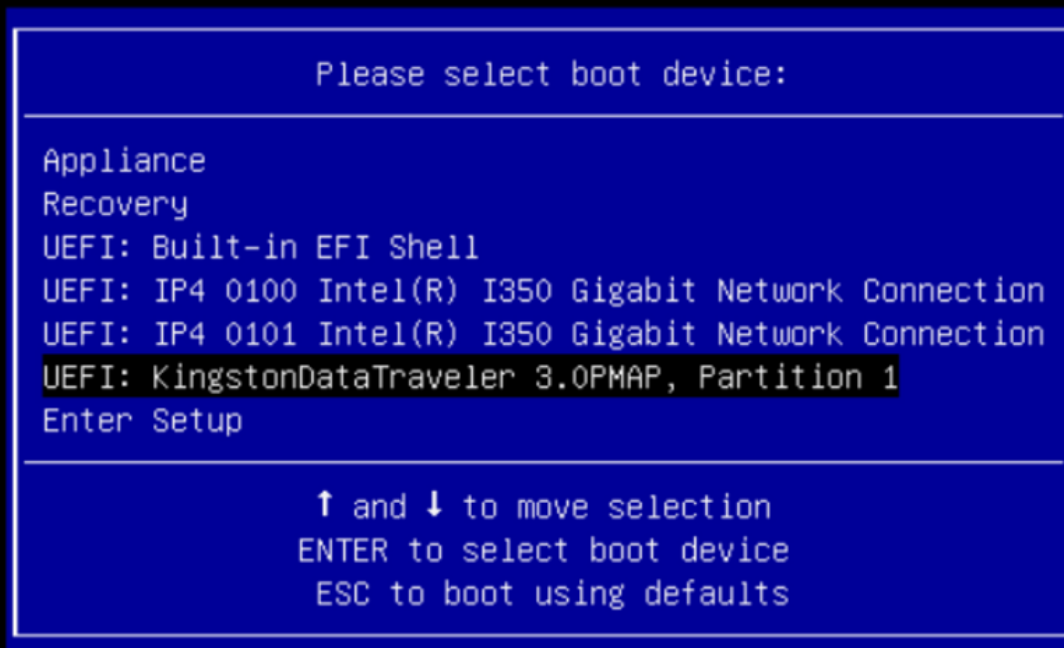 Please select boot device:
Appliance
Recovery
UEFI: Built-in EFI Shell
UEFI: IP4 0100 Intel(R) I350 Gigabit Network Connection
UEFI: IP4 0101 Intel(R) I350 Gigabit Network Connection
UEFI: KingstonDataTraveler 3.0PMAP, Partition 1
Enter Setup
↑ and ↓ to move selection
ENTER to select boot device
ESC to boot using defaults